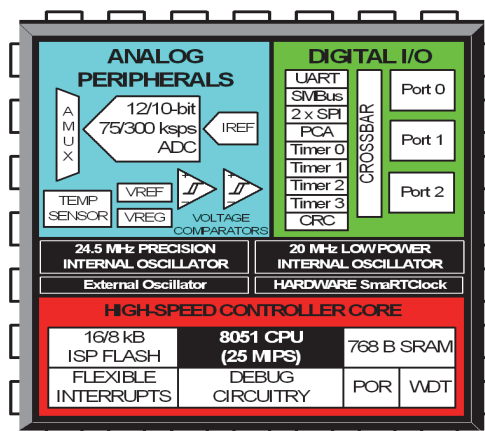 ANALOG
PERIPHERALS
AMUX
12/10-bit
75/300 ksps
ADC
IREF
TEMP
SENSOR
VREF
VREG
VOLTAGE
COMPARATORS
DIGITAL I/O
UART
SMBus
2 x SPI
PCA
Timer 0
Timer 1
Timer 2
Timer 3
CRC
CROSSBAR
Port 0
Port 1
Port 2
24.5 MHz PRECISION
INTERNAL OSCILLATOR
20 MHz LOW POWER
INTERNAL OSCILLATOR
External Oscillator
HARDWARE SmaRTClock
HIGH-SPEED CONTROLLER CORE
16/8 kB
ISP FLASH
8051 CPU
(25 MIPS)
768 B SRAM
FLEXIBLE
INTERRUPTS
DEBUG
CIRCUITRY
POR
WDT